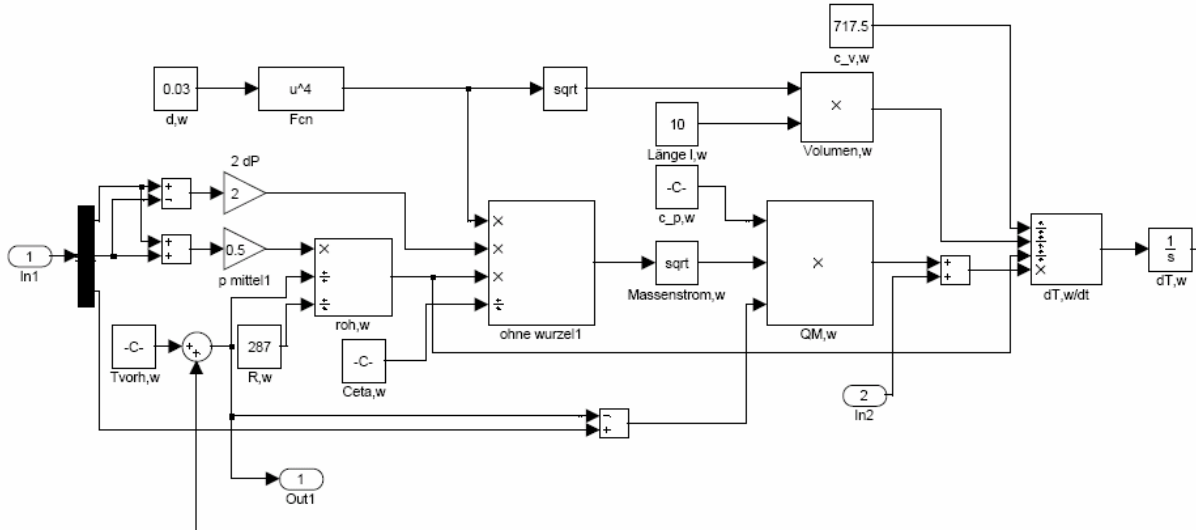 717.5
c_v,w
0.03
d,w
u^4
Fcn
sqrt
×
Volumen,w
10
Länge l,w
2 dP
2
-C-
c_p,w
1
In1
+
−
+
+
0.5
p mittel1
×
÷
÷
roh,w
×
×
×
÷
ohne wurzel1
sqrt
Massenstrom,w
×
QM,w
+
+
÷
÷
÷
×
dT,w/dt
1
s
dT,w
-C-
Tvorh,w
+
+
287
R,w
-C-
Ceta,w
2
In2
−
+
1
Out1